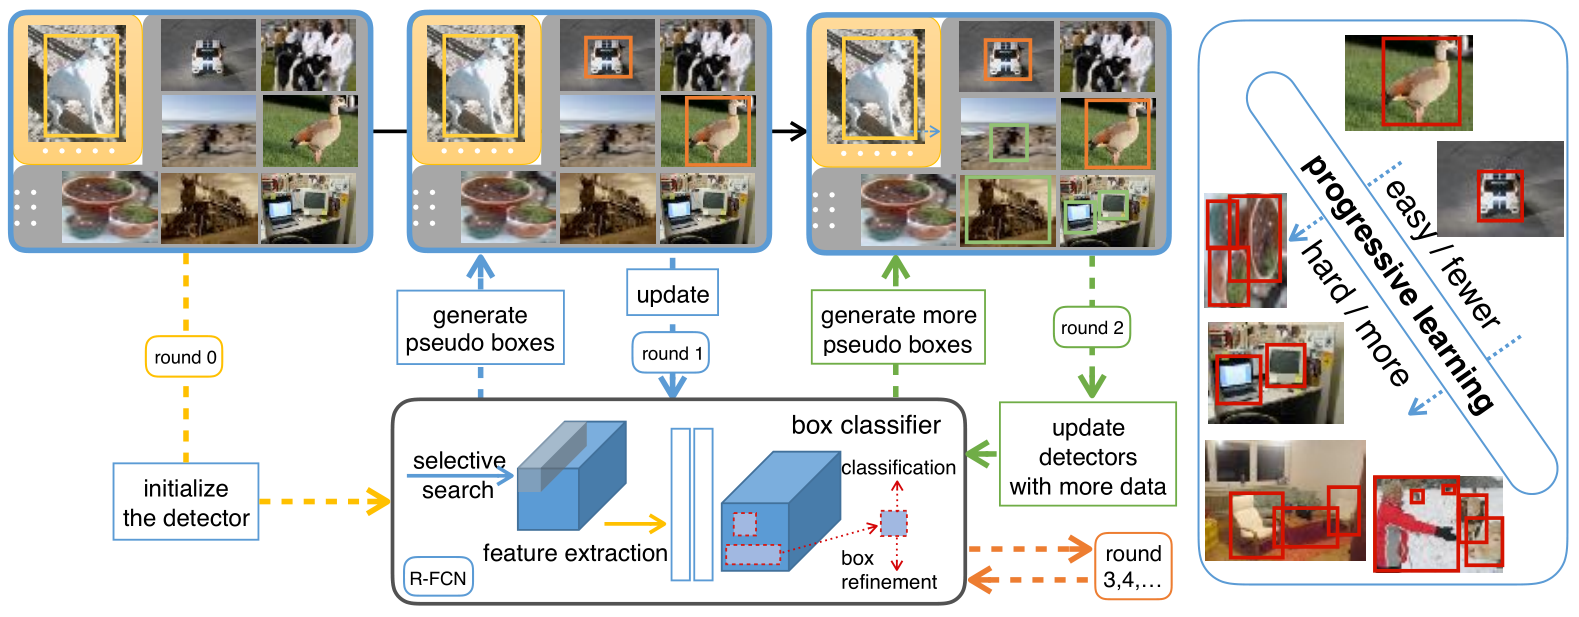 round 0
initialize
the detector
generate
pseudo boxes
update
round 1
generate more
pseudo boxes
round 2
update
detectors
with more data
box classifier
selective
search
feature extraction
classification
box
refinement
R-FCN
round
3,4,...
progressive learning
easy / fewer
hard / more